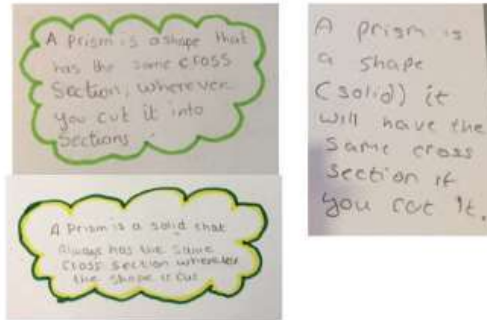 A Prism is a shape that
has the same cross
Section, wherever
you cut it into
Sections
A Prism is a solid that
always has the same
cross section wherever
the shape is cut
A prism is
a shape
(solid) it
will have the
same cross
section if
you cut it.